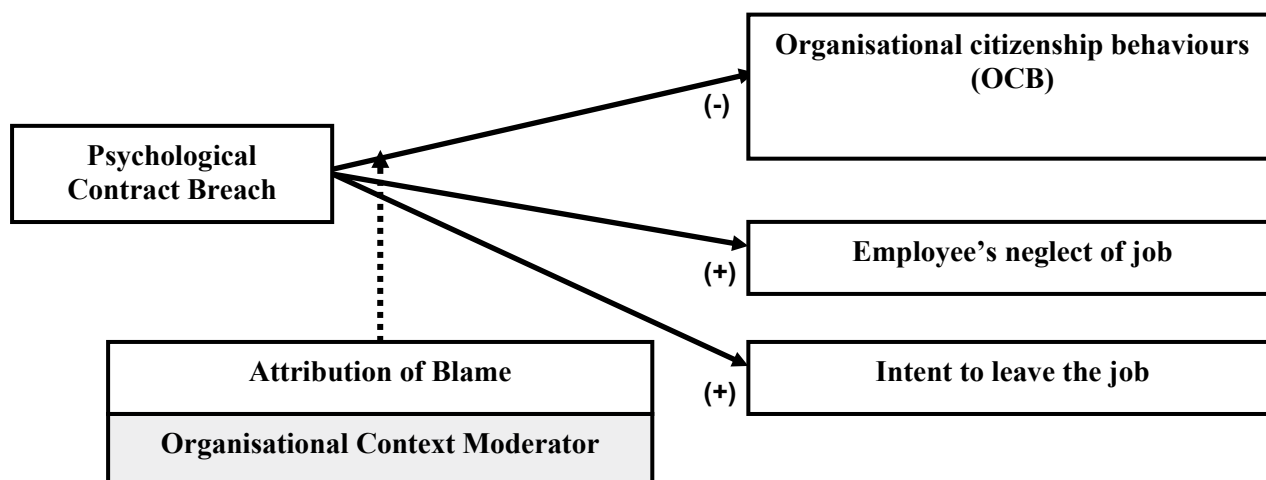 Organisational citizenship behaviours
(OCB)
(-)
Psychological
Contract Breach
Employee's neglect of job
(+)
Attribution of Blame
Intent to leave the job
(+)
Organisational Context Moderator